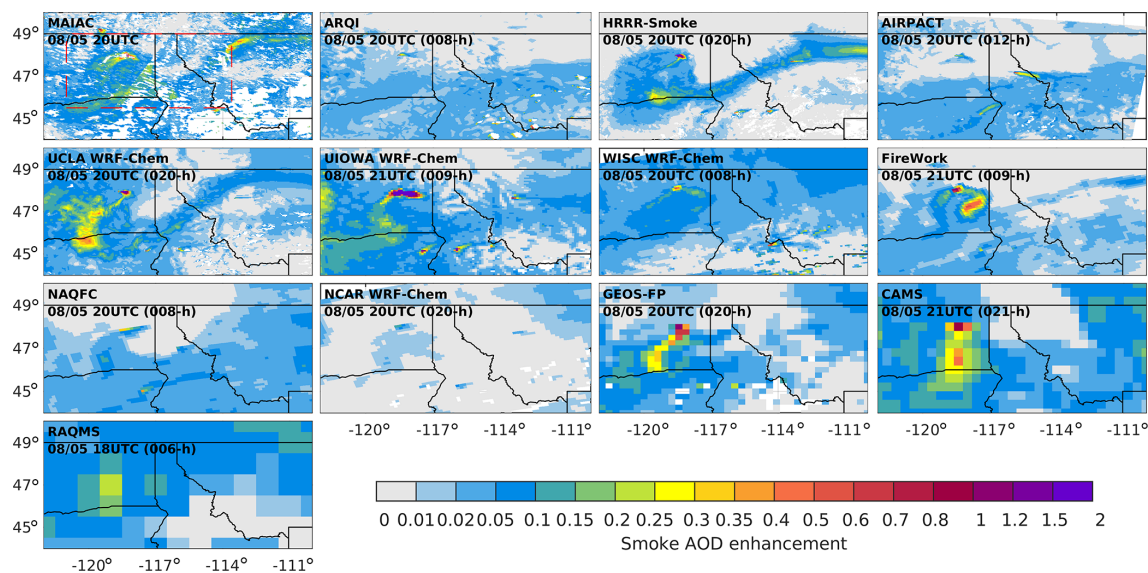 MAIAC
08/05 20UTC
ARQI
08/05 20UTC (008-h)
HRRR-Smoke
08/05 20UTC (020-h)
AIRPACT
08/05 20UTC (012-h)
49°
47°
45°
UCLA WRF-Chem
08/05 20UTC (020-h)
UIOWA WRF-Chem
08/05 21UTC (009-h)
WISC WRF-Chem
08/05 20UTC (008-h)
FireWork
08/05 21UTC (009-h)
49°
47°
45°
NAQFC
08/05 20UTC (008-h)
NCAR WRF-Chem
08/05 20UTC (020-h)
GEOS-FP
08/05 20UTC (020-h)
CAMS
08/05 21UTC (021-h)
49°
47°
45°
-120° -117° -114° -111° -120° -117° -114° -111° -120° -117° -114° -111°
RAQMS
08/05 18UTC (006-h)
49°
47°
45°
-120° -117° -114° -111°
0 0.01 0.02 0.05 0.1 0.15 0.2 0.25 0.3 0.35 0.4 0.5 0.6 0.7 0.8 1 1.2 1.5 2
Smoke AOD enhancement